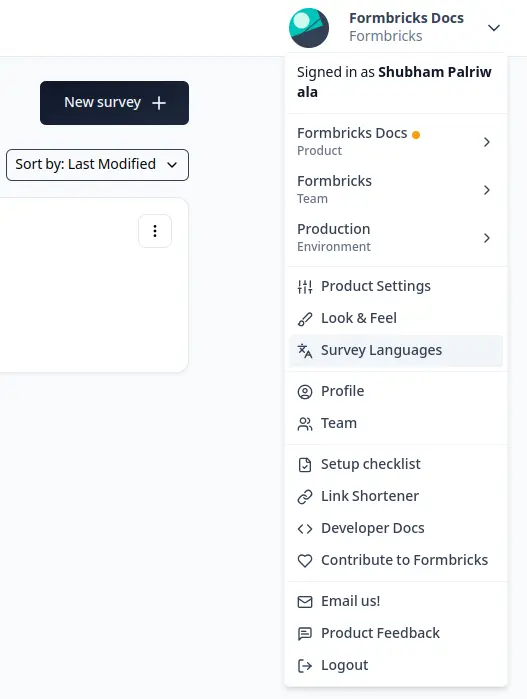 Formbricks Docs
Formbricks
New survey
Sort by: Last Modified
Signed in as Shubham Palriw
ala
Formbricks Docs
Product
Formbricks
Team
Production
Environment
Product Settings
Look & Feel
Survey Languages
Profile
Team
Setup checklist
Link Shortener
Developer Docs
Contribute to Formbricks
Email us!
Product Feedback
Logout